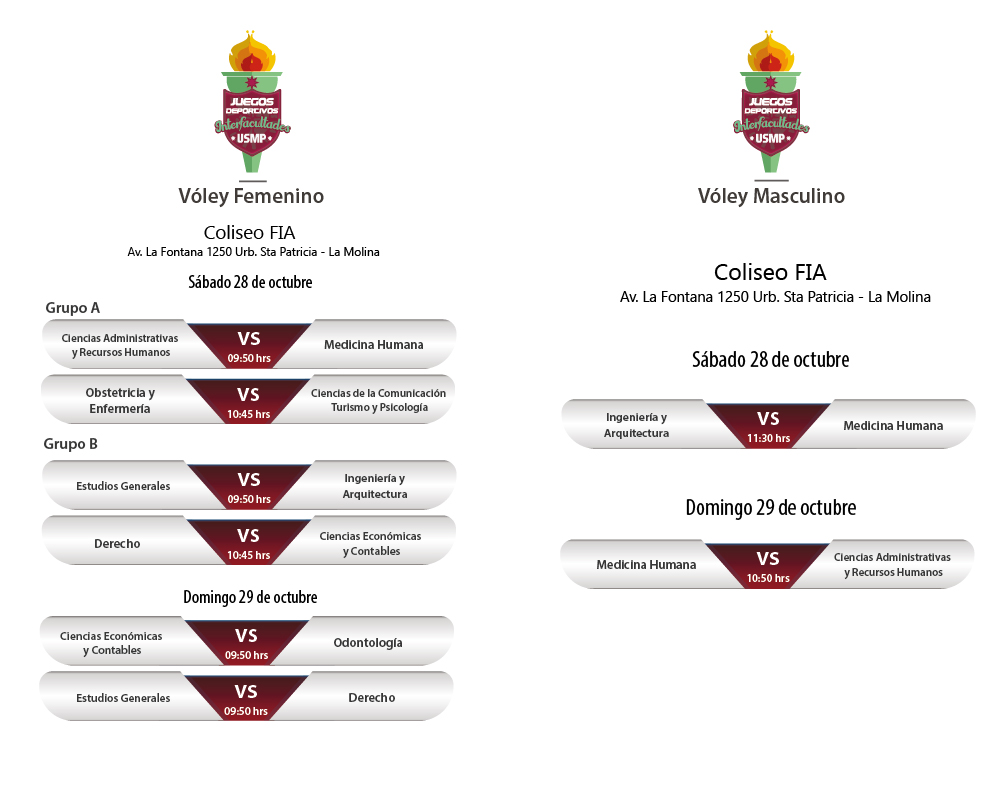 JUEGOS
DEPORTIVOS
Interfacultades
USMP
Vóley Femenino
Coliseo FIA
Av. La Fontana 1250 Urb. Sta Patricia - La Molina
Sábado 28 de octubre
Grupo A
Ciencias Administrativas
y Recursos Humanos
VS
09:50 hrs
Medicina Humana
Obstetricia y
Enfermería
VS
10:45 hrs
Ciencias de la Comunicación
Turismo y Psicología
Grupo B
Estudios Generales
VS
09:50 hrs
Ingeniería y
Arquitectura
Derecho
VS
10:45 hrs
Ciencias Económicas
y Contables
Domingo 29 de octubre
Ciencias Económicas
y Contables
VS
09:50 hrs
Odontología
Estudios Generales
VS
09:50 hrs
Derecho
JUEGOS
DEPORTIVOS
Interfacultades
USMP
Vóley Masculino
Coliseo FIA
Av. La Fontana 1250 Urb. Sta Patricia - La Molina
Sábado 28 de octubre
Ingeniería y
Arquitectura
VS
11:30 hrs
Medicina Humana
Domingo 29 de octubre
Medicina Humana
VS
10:50 hrs
Ciencias Administrativas
y Recursos Humanos